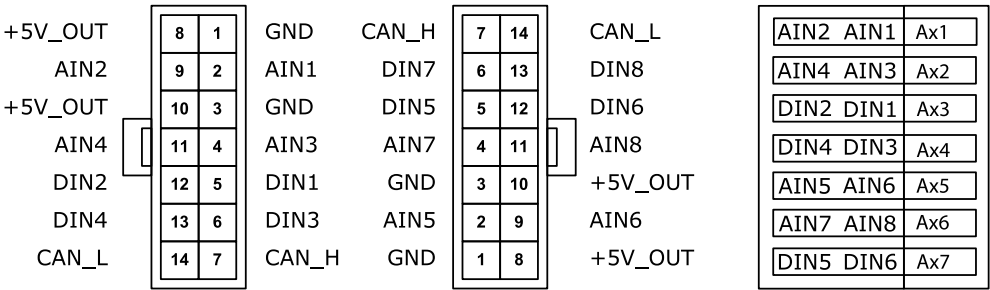 +5V_OUT 8 1 GND CAN_H 7 14 CAN_L AIN2 AIN1 Ax1
AIN2 9 2 AIN1 DIN7 6 13 DIN8 AIN4 AIN3 Ax2
+5V_OUT 10 3 GND DIN5 5 12 DIN6 DIN2 DIN1 Ax3
AIN4 11 4 AIN3 AIN7 4 11 AIN8 DIN4 DIN3 Ax4
DIN2 12 5 DIN1 GND 3 10 +5V_OUT AIN5 AIN6 Ax5
DIN4 13 6 DIN3 AIN5 2 9 AIN6 AIN7 AIN8 Ax6
CAN_L 14 7 CAN_H GND 1 8 +5V_OUT DIN5 DIN6 Ax7